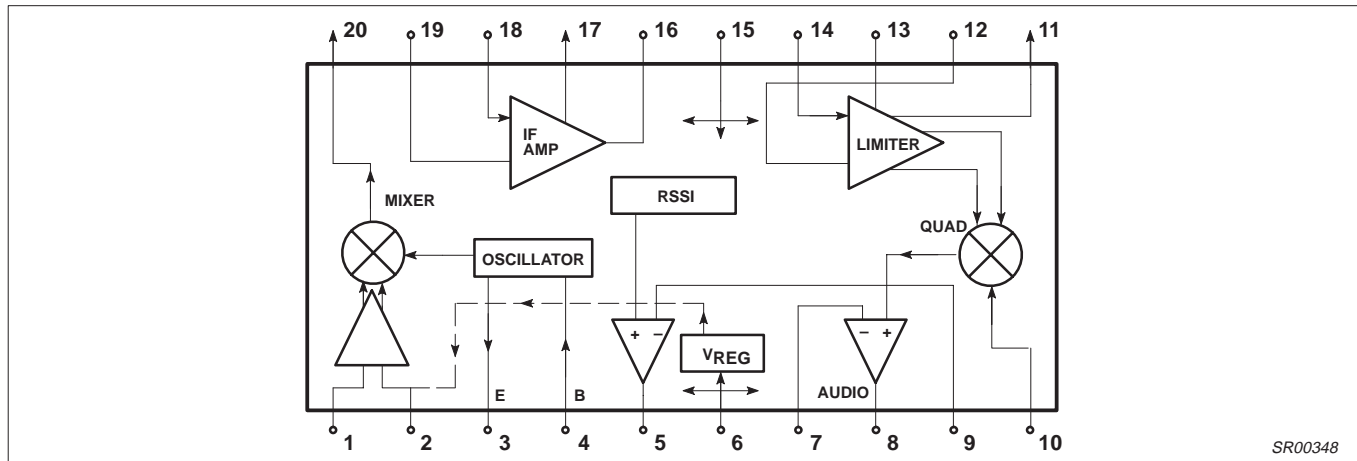 20 19 18 17 16 15 14 13 12 11
IF
AMP
LIMITER
RSSI
MIXER
QUAD
OSCILLATOR
+ –
VREG
– +
E B
AUDIO
1 2 3 4 5 6 7 8 9 10
SR00348